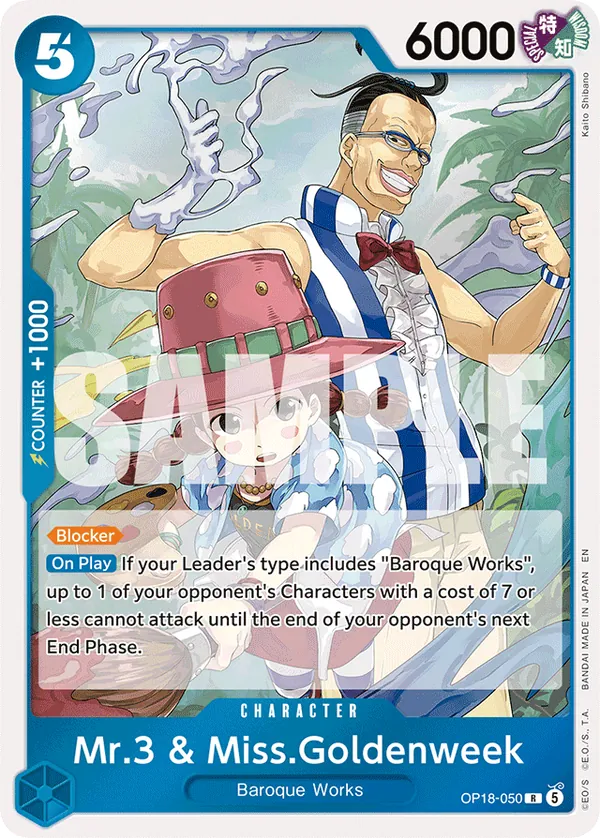 5
6000
特
SPECIAL
知
WISDOM
Kaito Shibano
COUNTER +1000
SAMPLE
Blocker
On Play If your Leader's type includes "Baroque Works",
up to 1 of your opponent's Characters with a cost of 7 or
less cannot attack until the end of your opponent's next
End Phase.
CHARACTER
Mr.3 & Miss.Goldenweek
Baroque Works
OP18-050 R 5
©E.O/S ©E.O./S., T.A. BANDAI MADE IN JAPAN EN